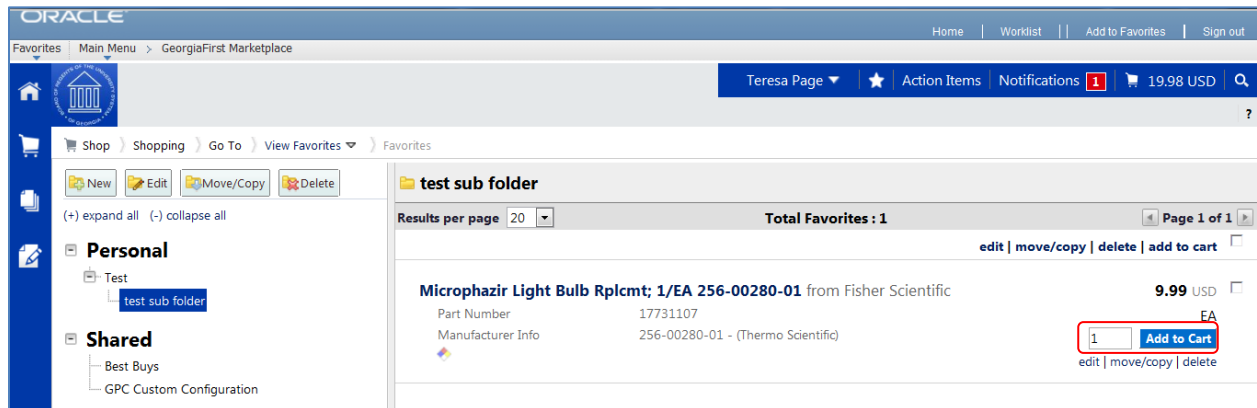 ORACLE
Home | Worklist | | Add to Favorites | Sign out
Favorites | Main Menu > GeorgiaFirst Marketplace
Teresa Page ▼ ★ Action Items | Notifications 1 | 19.98 USD
?
Shop Shopping Go To View Favorites ▼ Favorites
New Edit Move/Copy Delete
(+) expand all (-) collapse all
Personal
Test
test sub folder
Shared
Best Buys
GPC Custom Configuration
test sub folder
Results per page 20 Total Favorites : 1 Page 1 of 1
edit | move/copy | delete | add to cart
Microphazir Light Bulb Rplcmt; 1/EA 256-00280-01 from Fisher Scientific 9.99 USD
Part Number 17731107 EA
Manufacturer Info 256-00280-01 - (Thermo Scientific) 1 Add to Cart
edit | move/copy | delete